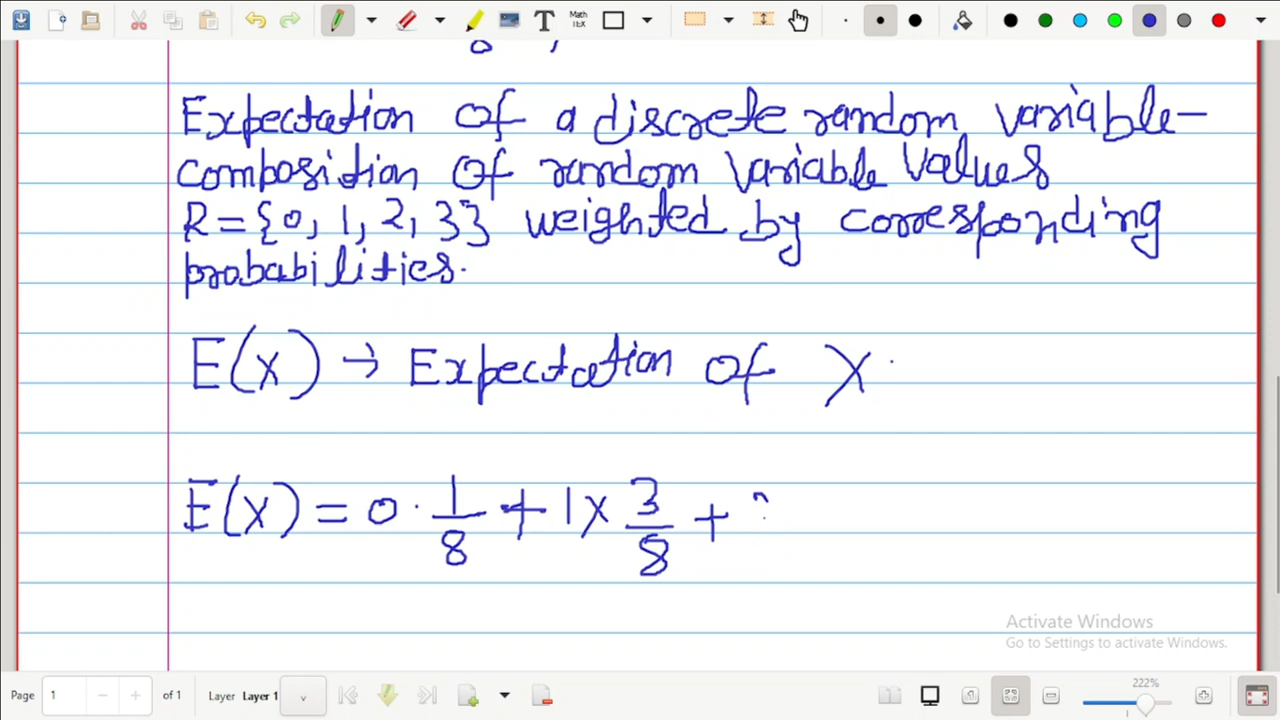 Math
TEX
Expectation of a discrete random variable-
composition of random variable values
R = {0, 1, 2, 3} weighted by corresponding
probabilities.
E(X) → Expectation of X.
E(X) = 0 · 1/8 + 1 × 3/8 +
Activate Windows
Go to Settings to activate Windows.
Page 1 of 1 Layer Layer 1 222%